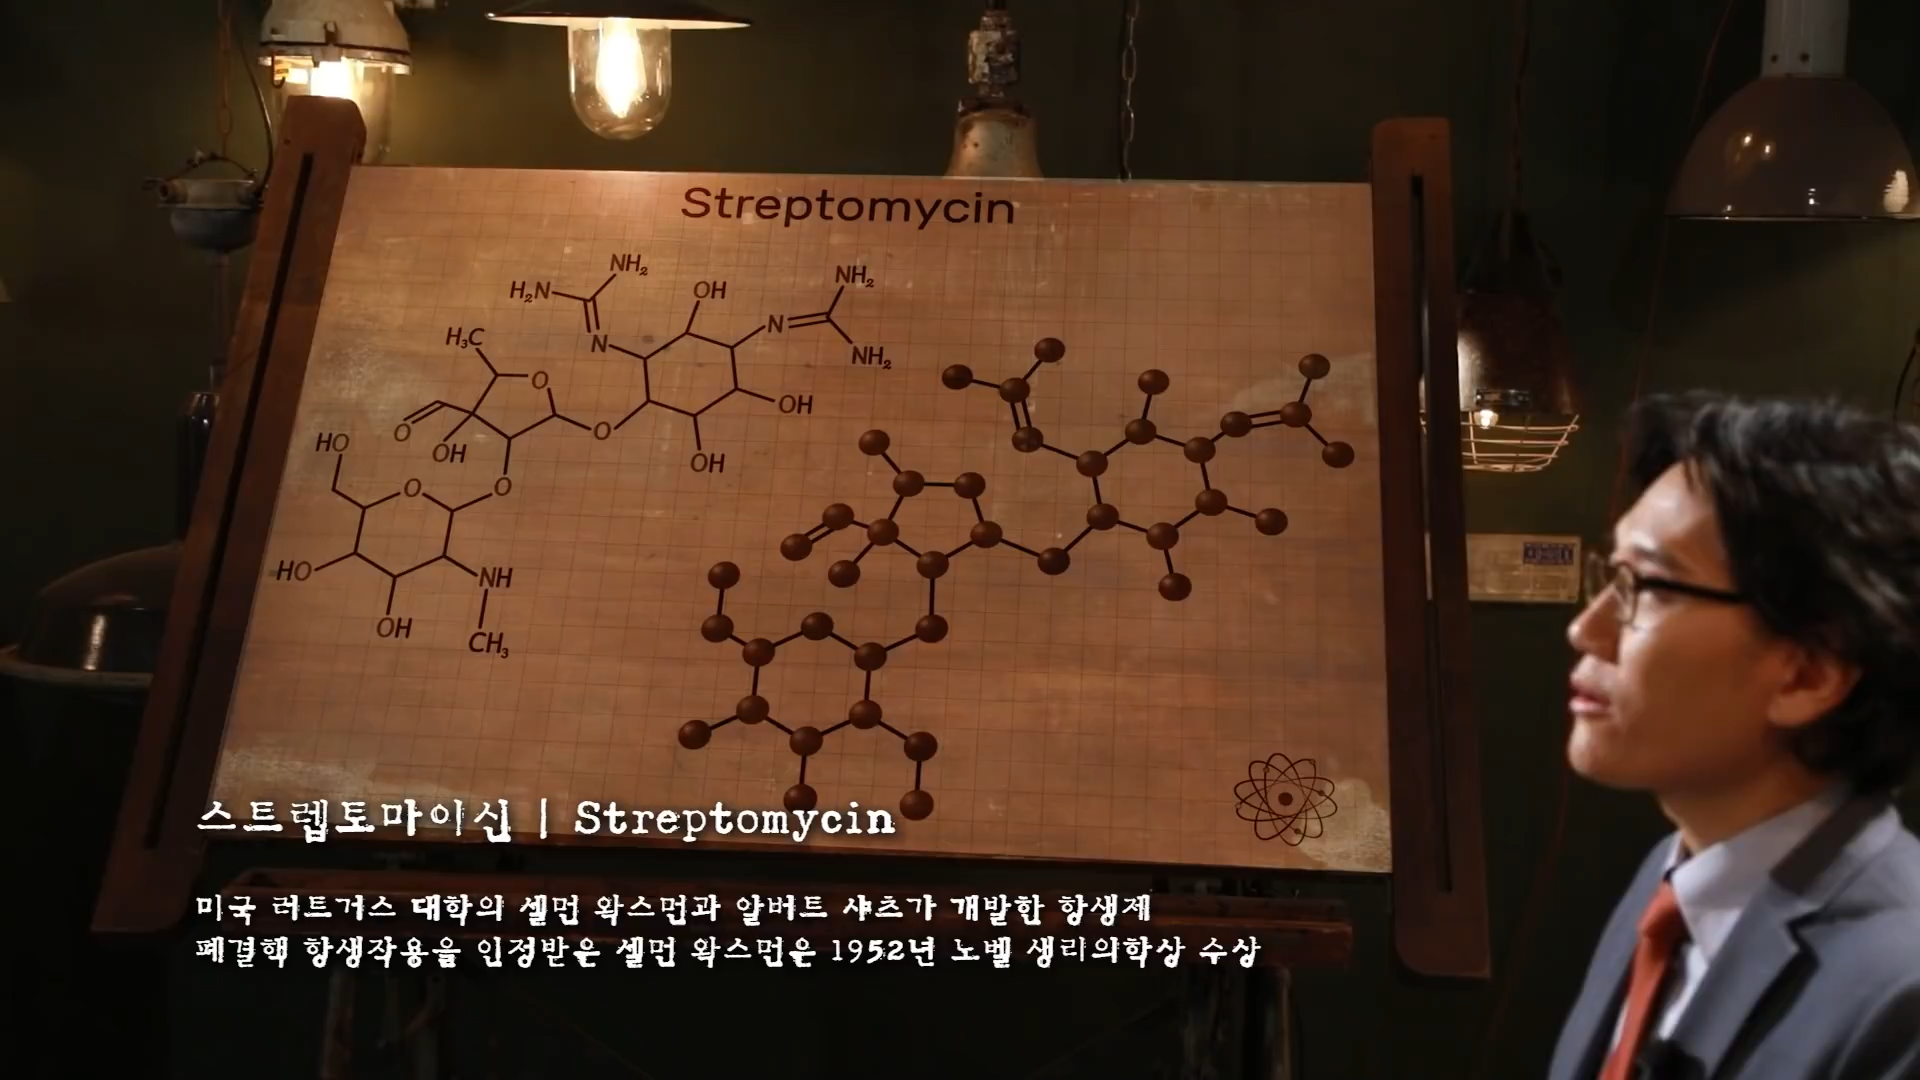 Streptomycin
NH₂
H₂N
N
OH
N
NH₂
NH₂
H₃C
O
O
OH
O
OH
OH
HO
O
O
HO
NH
OH
CH₃
스트렙토마이신 | Streptomycin
미국 러트거스 대학의 셀먼 왁스먼과 알버트 샤츠가 개발한 항생제
폐결핵 항생작용을 인정받은 셀먼 왁스먼은 1952년 노벨 생리의학상 수상